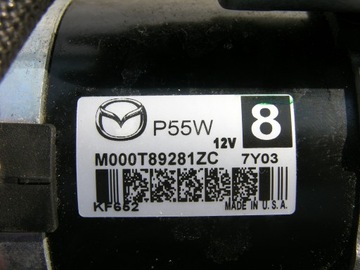 P55W 12V 8
M000T89281ZC 7Y03
KF652 MADE IN U.S.A.